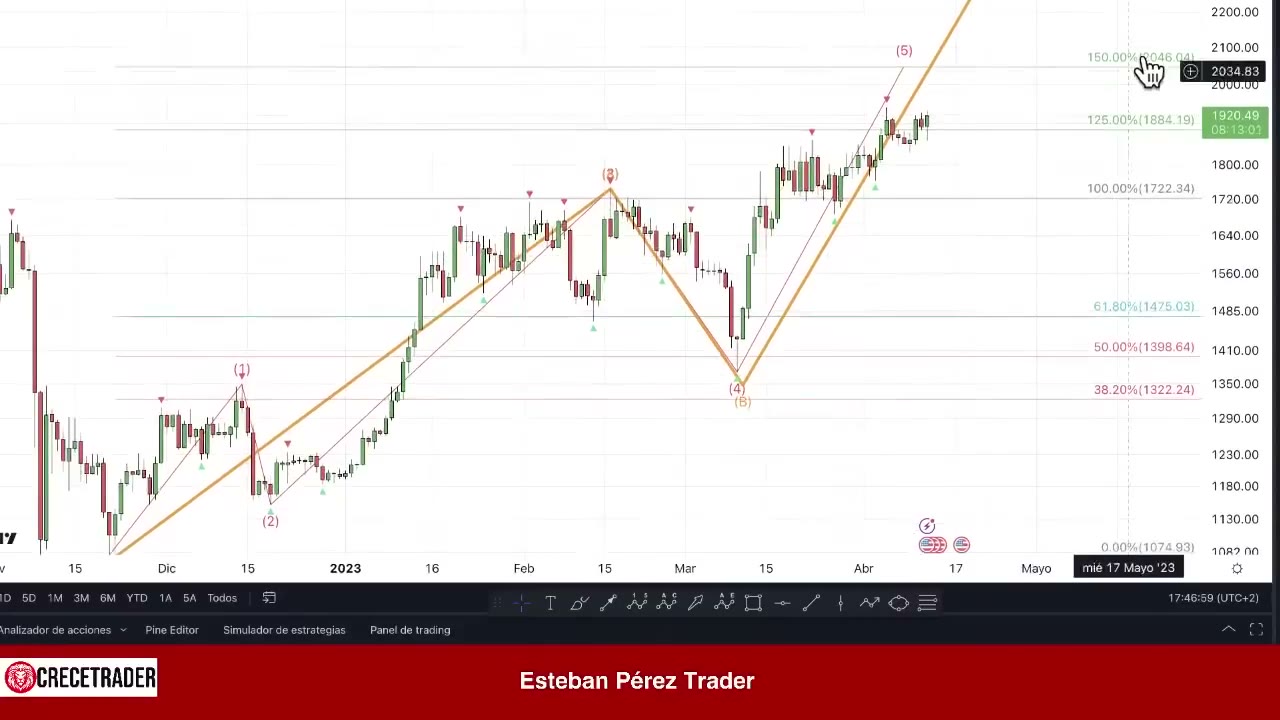 2200.00
(5)
2100.00
150.00%(2046.04)
2034.83
2000.00
125.00%(1884.19)
1920.49
08:13:01
1800.00
(3)
100.00%(1722.34)
1720.00
1640.00
1560.00
61.80%(1475.03)
1485.00
50.00%(1398.64)
1410.00
(1)
(4)
38.20%(1322.24)
1350.00
(B)
1290.00
1230.00
1180.00
(2)
1130.00
0.00%(1074.93)
1082.00
15
Dic
15
2023
16
Feb
15
Mar
15
Abr
17
Mayo
mié 17 Mayo '23
1D 5D 1M 3M 6M YTD 1A 5A Todos
17:46:59 (UTC+2)
Analizador de acciones
Pine Editor
Simulador de estrategias
Panel de trading
CRECETRADER
Esteban Pérez Trader